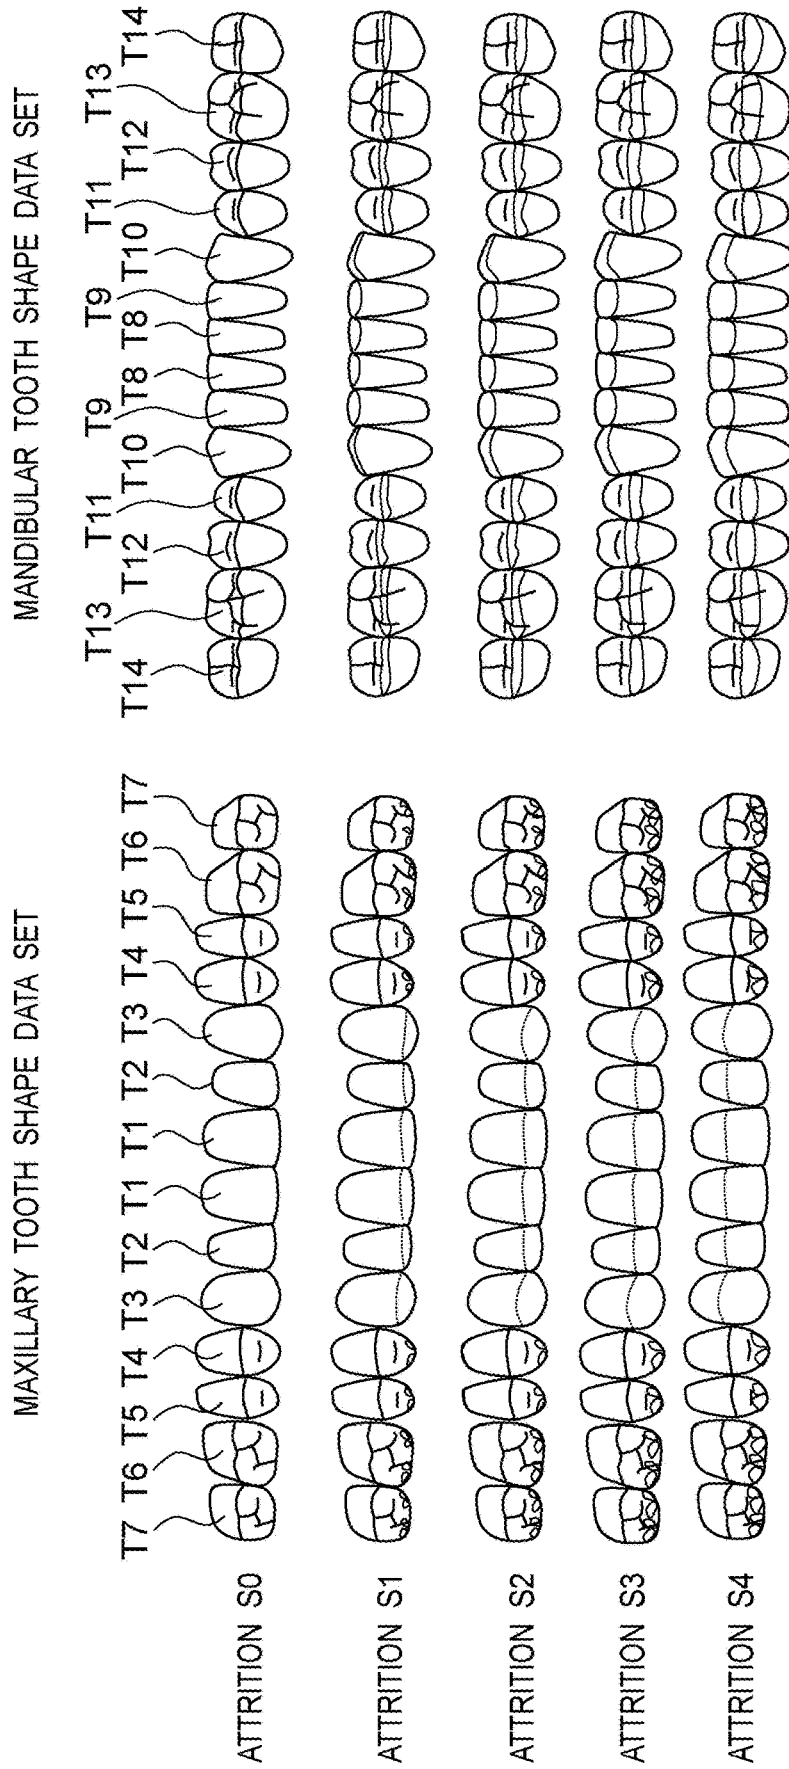 MAXILLARY TOOTH SHAPE DATA SET
T7 T6 T5 T4 T3 T2 T1 T1 T2 T3 T4 T5 T6 T7
MANDIBULAR TOOTH SHAPE DATA SET
T14 T13 T12 T11 T10 T9 T8 T8 T9 T10 T11 T12 T13 T14
ATTRITION S0
ATTRITION S1
ATTRITION S2
ATTRITION S3
ATTRITION S4